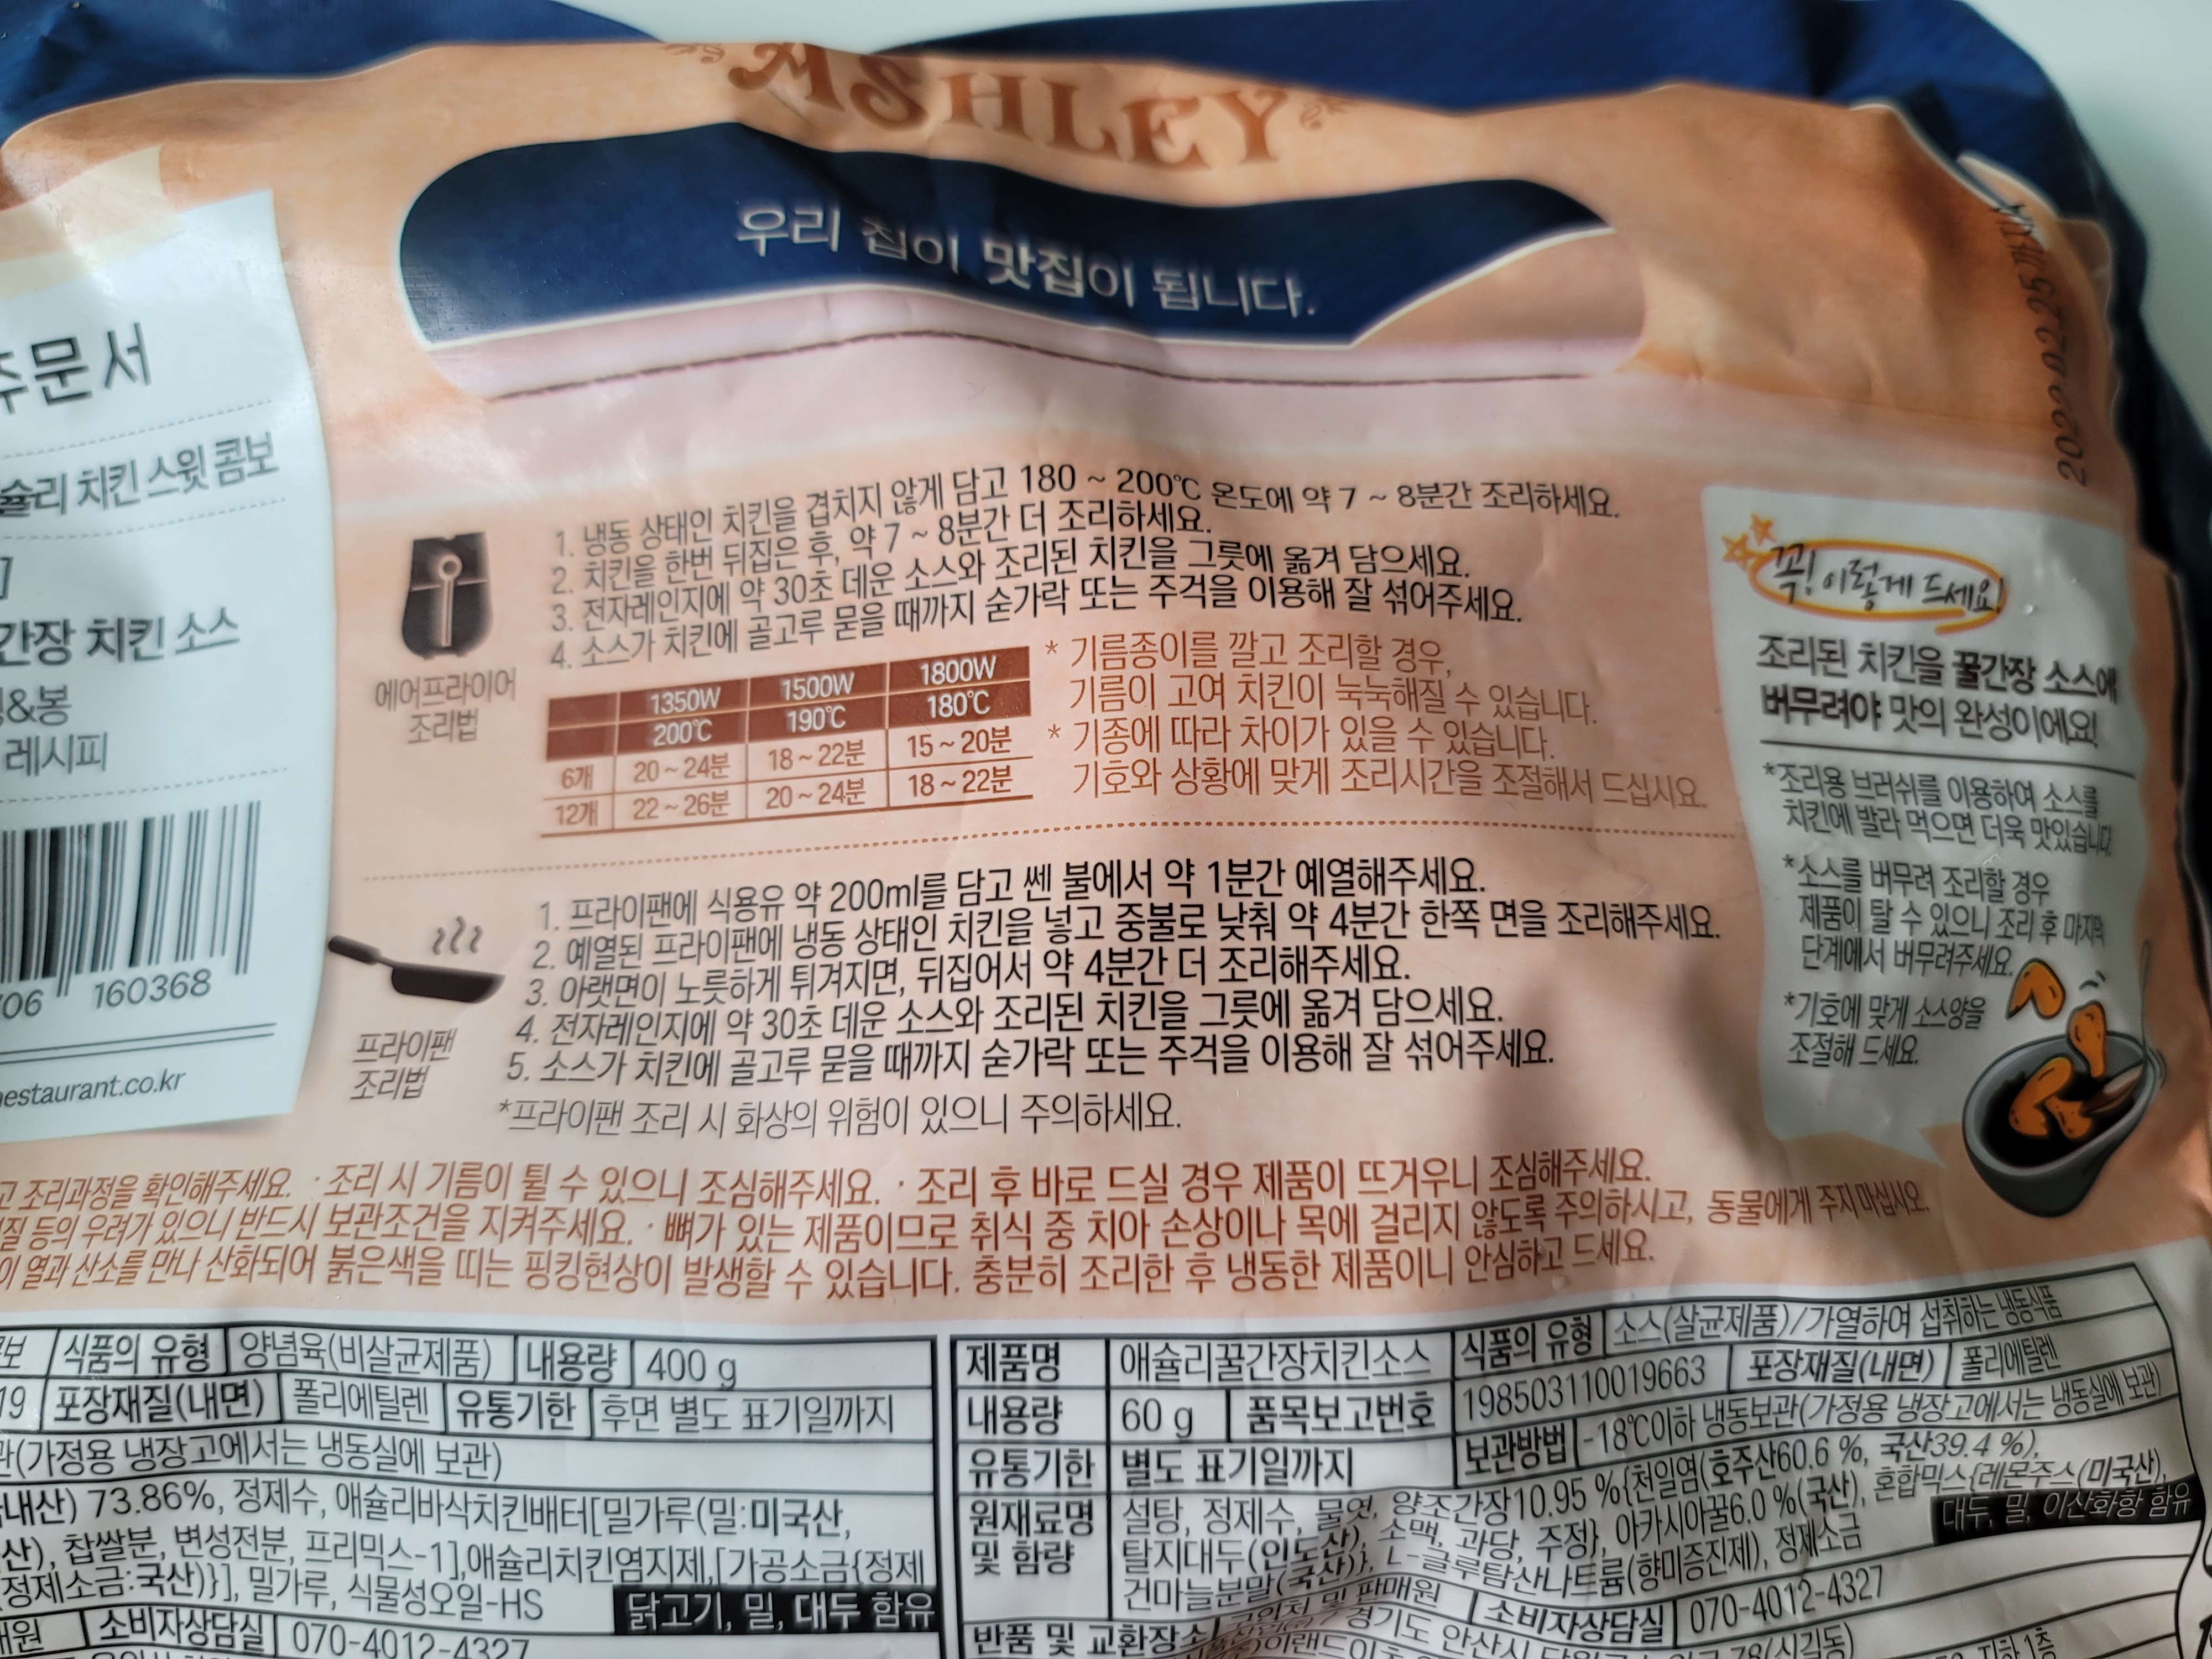 ASHLEY
우리 집이 맛집이 됩니다.
주문서
슐리 치킨 스윗 콤보
간장 치킨 소스
&봉
레시피
06 160368
estaurant.co.kr
에어프라이어
조리법
1. 냉동 상태인 치킨을 겹치지 않게 담고 180 ~ 200℃ 온도에 약 7 ~ 8분간 조리하세요.
2. 치킨을 한번 뒤집은 후, 약 7 ~ 8분간 더 조리하세요.
3. 전자레인지에 약 30초 데운 소스와 조리된 치킨을 그릇에 옮겨 담으세요.
4. 소스가 치킨에 골고루 묻을 때까지 숟가락 또는 주걱을 이용해 잘 섞어주세요.
1350W 1500W 1800W
200℃ 190℃ 180℃
6개 20 ~ 24분 18 ~ 22분 15 ~ 20분
12개 22 ~ 26분 20 ~ 24분 18 ~ 22분
* 기름종이를 깔고 조리할 경우,
기름이 고여 치킨이 눅눅해질 수 있습니다.
* 기종에 따라 차이가 있을 수 있습니다.
기호와 상황에 맞게 조리시간을 조절해서 드십시요.
프라이팬
조리법
1. 프라이팬에 식용유 약 200ml를 담고 쎈 불에서 약 1분간 예열해주세요.
2. 예열된 프라이팬에 냉동 상태인 치킨을 넣고 중불로 낮춰 약 4분간 한쪽 면을 조리해주세요.
3. 아랫면이 노릇하게 튀겨지면, 뒤집어서 약 4분간 더 조리해주세요.
4. 전자레인지에 약 30초 데운 소스와 조리된 치킨을 그릇에 옮겨 담으세요.
5. 소스가 치킨에 골고루 묻을 때까지 숟가락 또는 주걱을 이용해 잘 섞어주세요.
*프라이팬 조리 시 화상의 위험이 있으니 주의하세요.
꼭! 이렇게 드세요!
조리된 치킨을 꿀간장 소스에
버무려야 맛의 완성이에요!
*조리용 브러쉬를 이용하여 소스를
치킨에 발라 먹으면 더욱 맛있습니다.
*소스를 버무려 조리할 경우
제품이 탈 수 있으니 조리 후 마지막
단계에서 버무려주세요.
*기호에 맞게 소스양을
조절해 드세요.
고 조리과정을 확인해주세요. · 조리 시 기름이 튈 수 있으니 조심해주세요. · 조리 후 바로 드실 경우 제품이 뜨거우니 조심해주세요.
질 등의 우려가 있으니 반드시 보관조건을 지켜주세요. · 뼈가 있는 제품이므로 취식 중 치아 손상이나 목에 걸리지 않도록 주의하시고, 동물에게 주지 마십시오.
이 열과 산소를 만나 산화되어 붉은색을 띠는 핑킹현상이 발생할 수 있습니다. 충분히 조리한 후 냉동한 제품이니 안심하고 드세요.
보 식품의 유형 양념육(비살균제품) 내용량 400 g
19 포장재질(내면) 폴리에틸렌 유통기한 후면 별도 표기일까지
관(가정용 냉장고에서는 냉동실에 보관)
내산) 73.86%, 정제수, 애슐리바삭치킨배터[밀가루(밀:미국산,
산), 찹쌀분, 변성전분, 프리믹스-1],애슐리치킨염지제,[가공소금{정제
(정제소금:국산)}], 밀가루, 식물성오일-HS
닭고기, 밀, 대두 함유
소비자상담실 070-4012-4327
제품명 애슐리꿀간장치킨소스 식품의 유형 소스(살균제품)/가열하여 섭취하는 냉동식품
내용량 60 g 품목보고번호 198503110019663 포장재질(내면) 폴리에틸렌
유통기한 별도 표기일까지 보관방법 -18℃이하 냉동보관(가정용 냉장고에서는 냉동실에 보관)
원재료명 및 함량
설탕, 정제수, 물엿, 양조간장10.95 %{천일염(호주산60.6 %, 국산39.4 %),
탈지대두(인도산), 소맥, 과당, 주정}, 아카시아꿀6.0 %(국산), 혼합믹스{레몬주스(미국산),
건마늘분말(국산)}, L-글루탐산나트륨(향미증진제), 정제소금
대두, 밀, 이산화황 함유
반품 및 교환장소 구입처 및 판매원 소비자상담실 070-4012-4327
경기도 안산시
78(신길동)
지하 1층